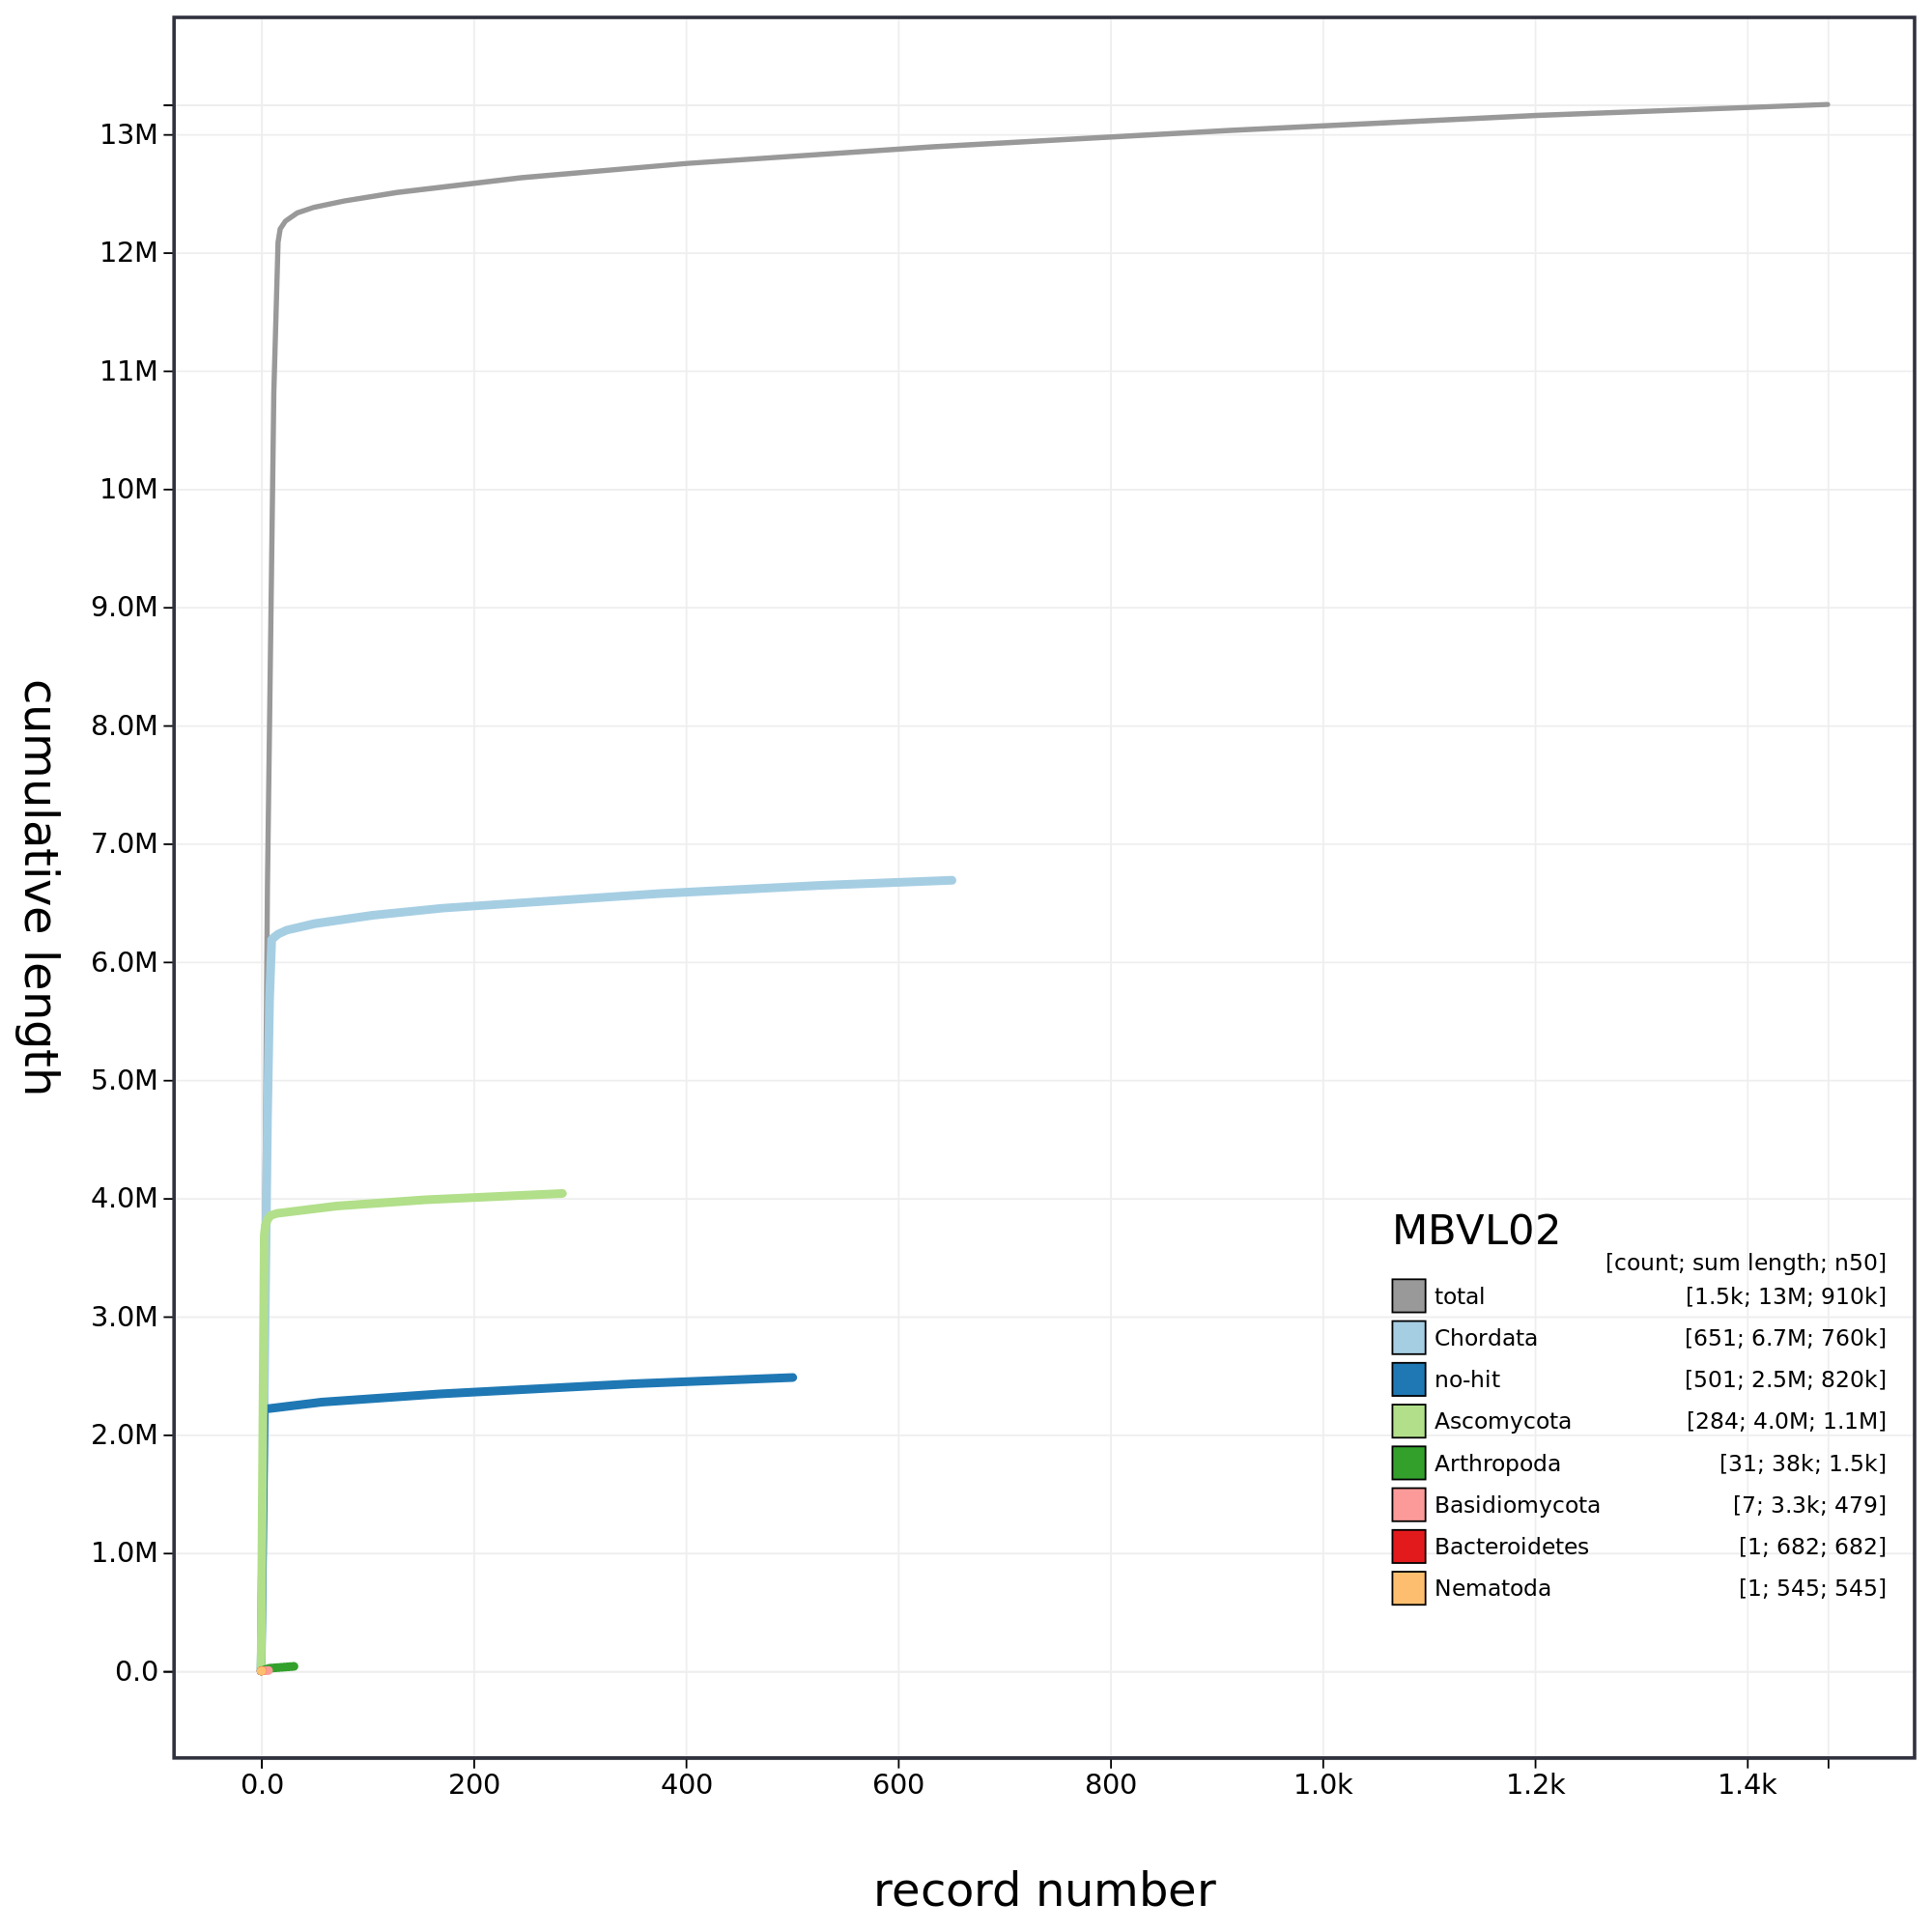 13M
12M
11M
10M
9.0M
8.0M
7.0M
6.0M
5.0M
4.0M
3.0M
2.0M
1.0M
0.0
cumulative length
MBVL02
[count; sum length; n50]
total [1.5k; 13M; 910k]
Chordata [651; 6.7M; 760k]
no-hit [501; 2.5M; 820k]
Ascomycota [284; 4.0M; 1.1M]
Arthropoda [31; 38k; 1.5k]
Basidiomycota [7; 3.3k; 479]
Bacteroidetes [1; 682; 682]
Nematoda [1; 545; 545]
0.0 200 400 600 800 1.0k 1.2k 1.4k
record number